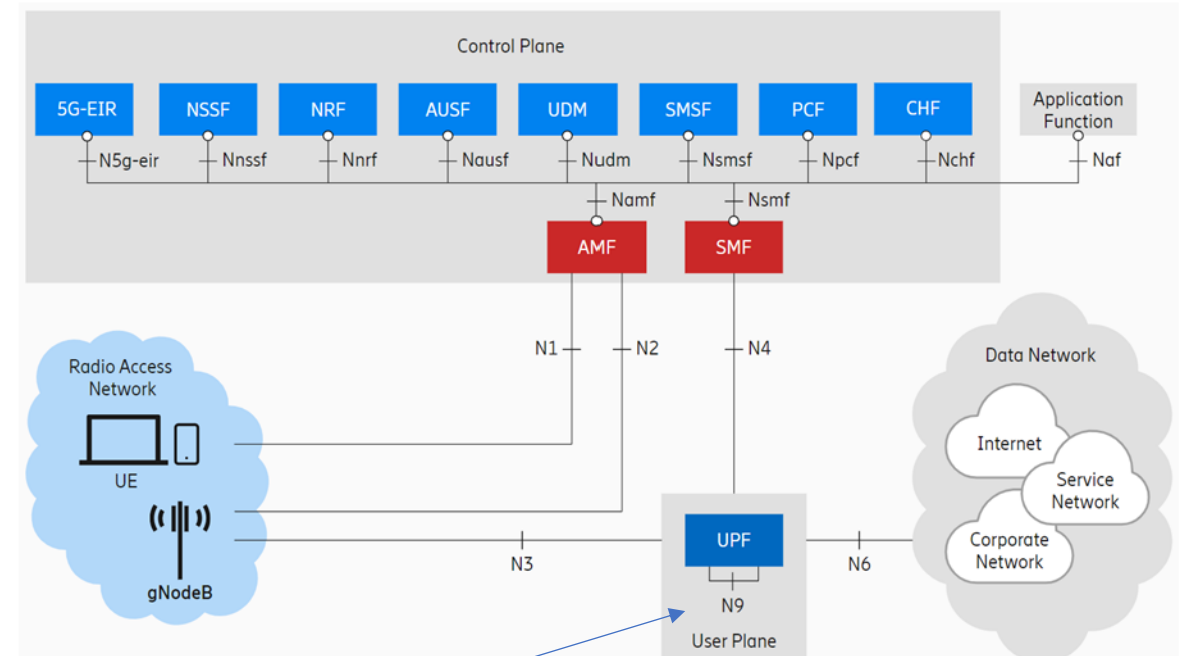 Control Plane
5G-EIR
NSSF
NRF
AUSF
UDM
SMSF
PCF
CHF
Application
Function
N5g-eir
Nnssf
Nnrf
Nausf
Nudm
Nsmsf
Npcf
Nchf
Naf
Namf
Nsmf
AMF
SMF
N1
N2
N4
Radio Access
Network
UE
gNodeB
N3
UPF
N9
User Plane
N6
Data Network
Internet
Service
Network
Corporate
Network